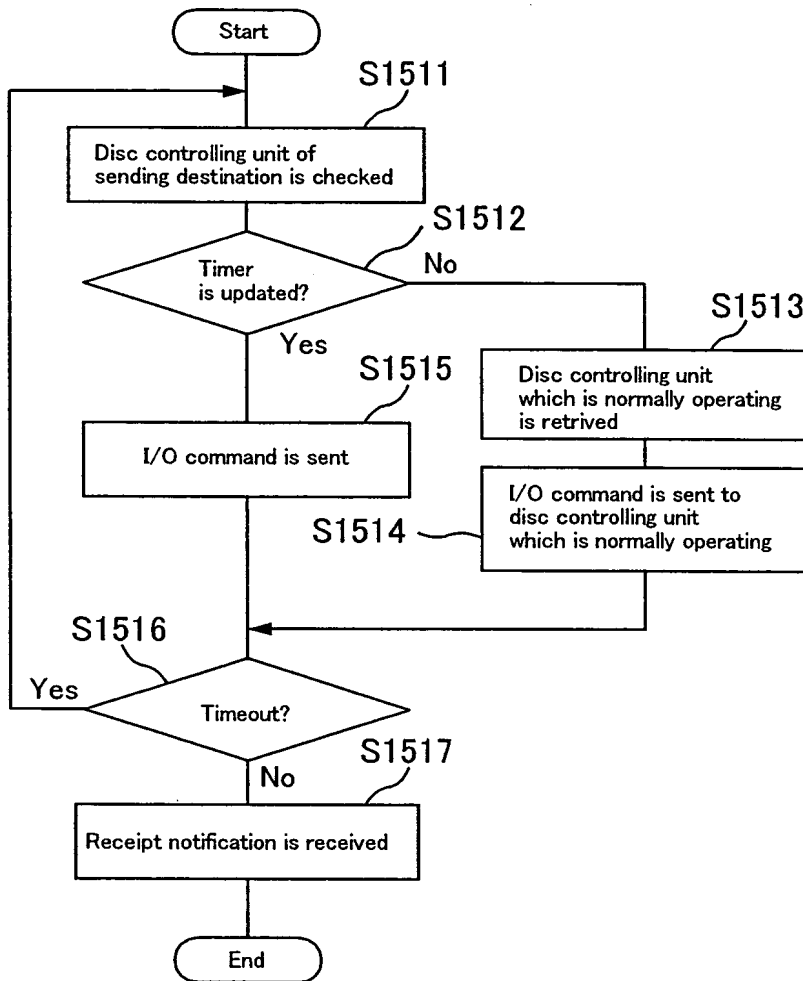 Start
S1511
Disc controlling unit of
sending destination is checked
S1512
Timer
is updated?
No
Yes
S1513
Disc controlling unit
which is normally operating
is retrived
S1515
I/O command is sent
I/O command is sent to
disc controlling unit
which is normally operating
S1514
S1516
Yes
Timeout?
No
S1517
Receipt notification is received
End